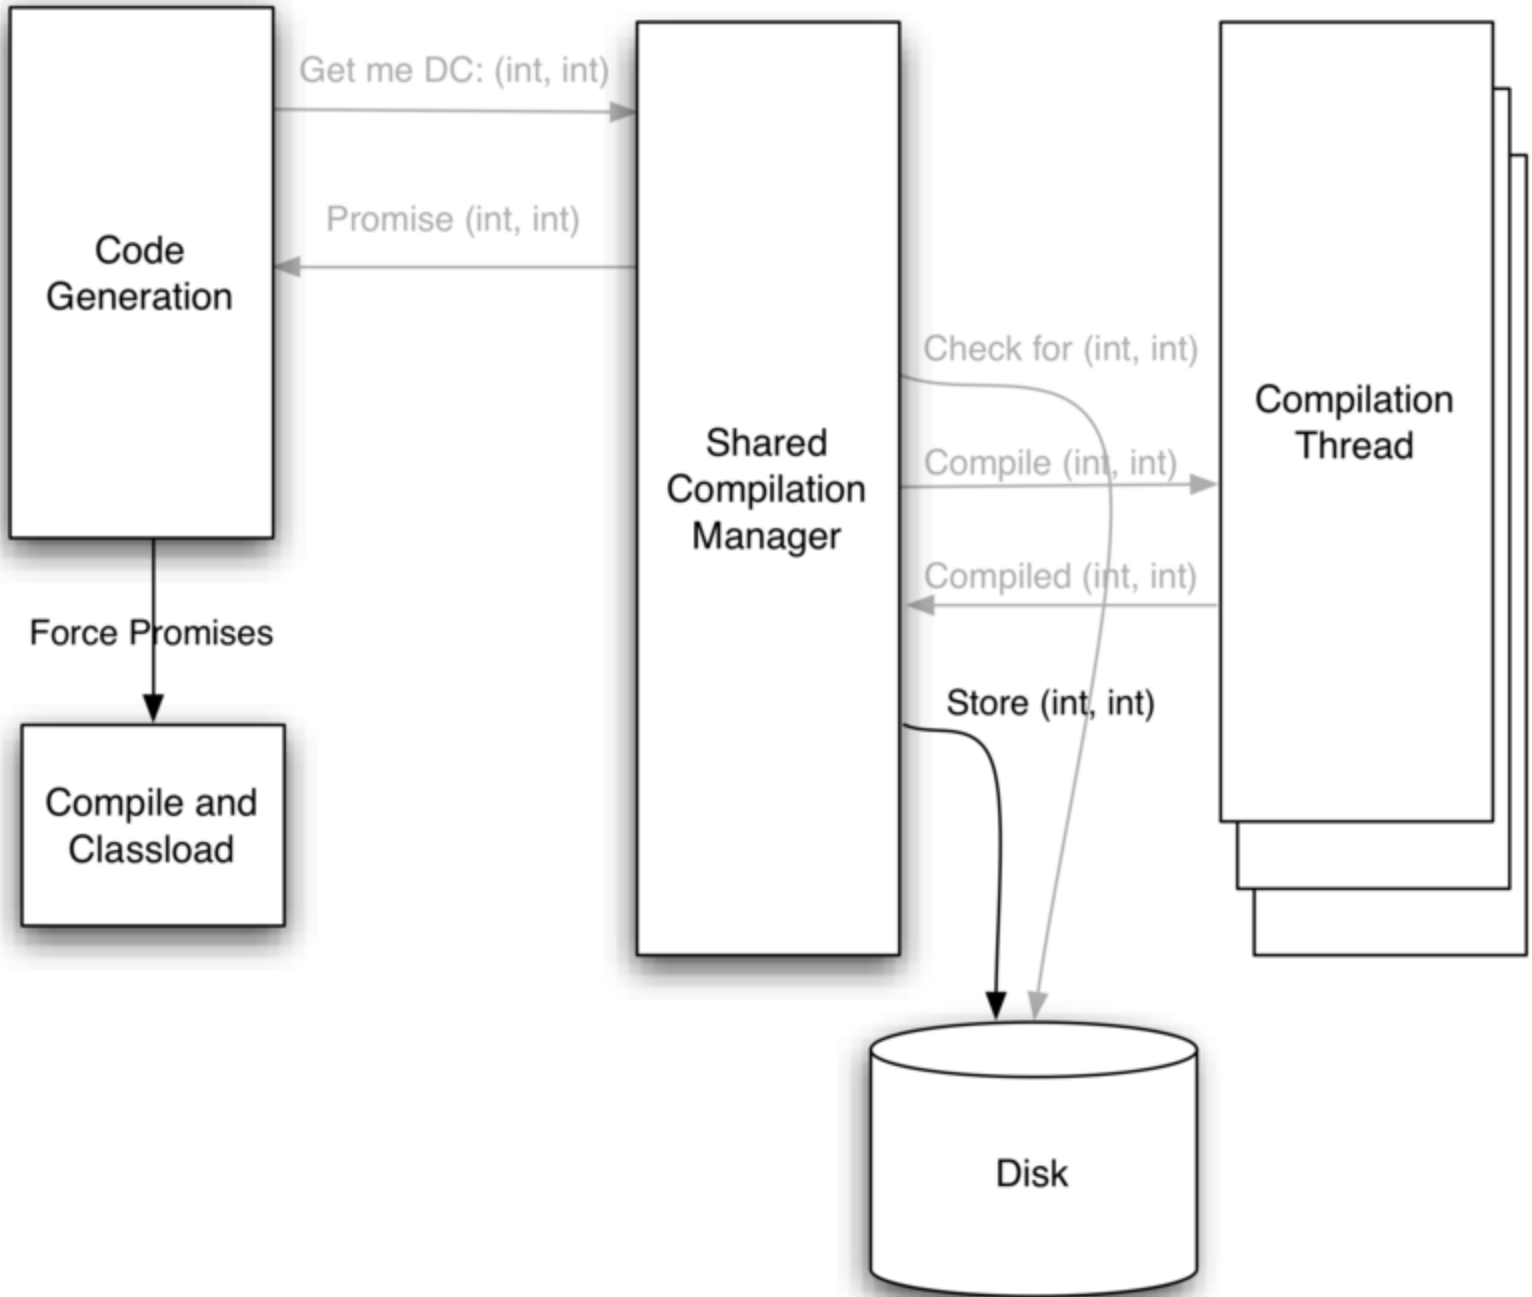 Get me DC: (int, int)
Promise (int, int)
Code
Generation
Check for (int, int)
Compilation
Thread
Shared
Compilation
Manager
Compile (int, int)
Compiled (int, int)
Force Promises
Store (int, int)
Compile and
Classload
Disk